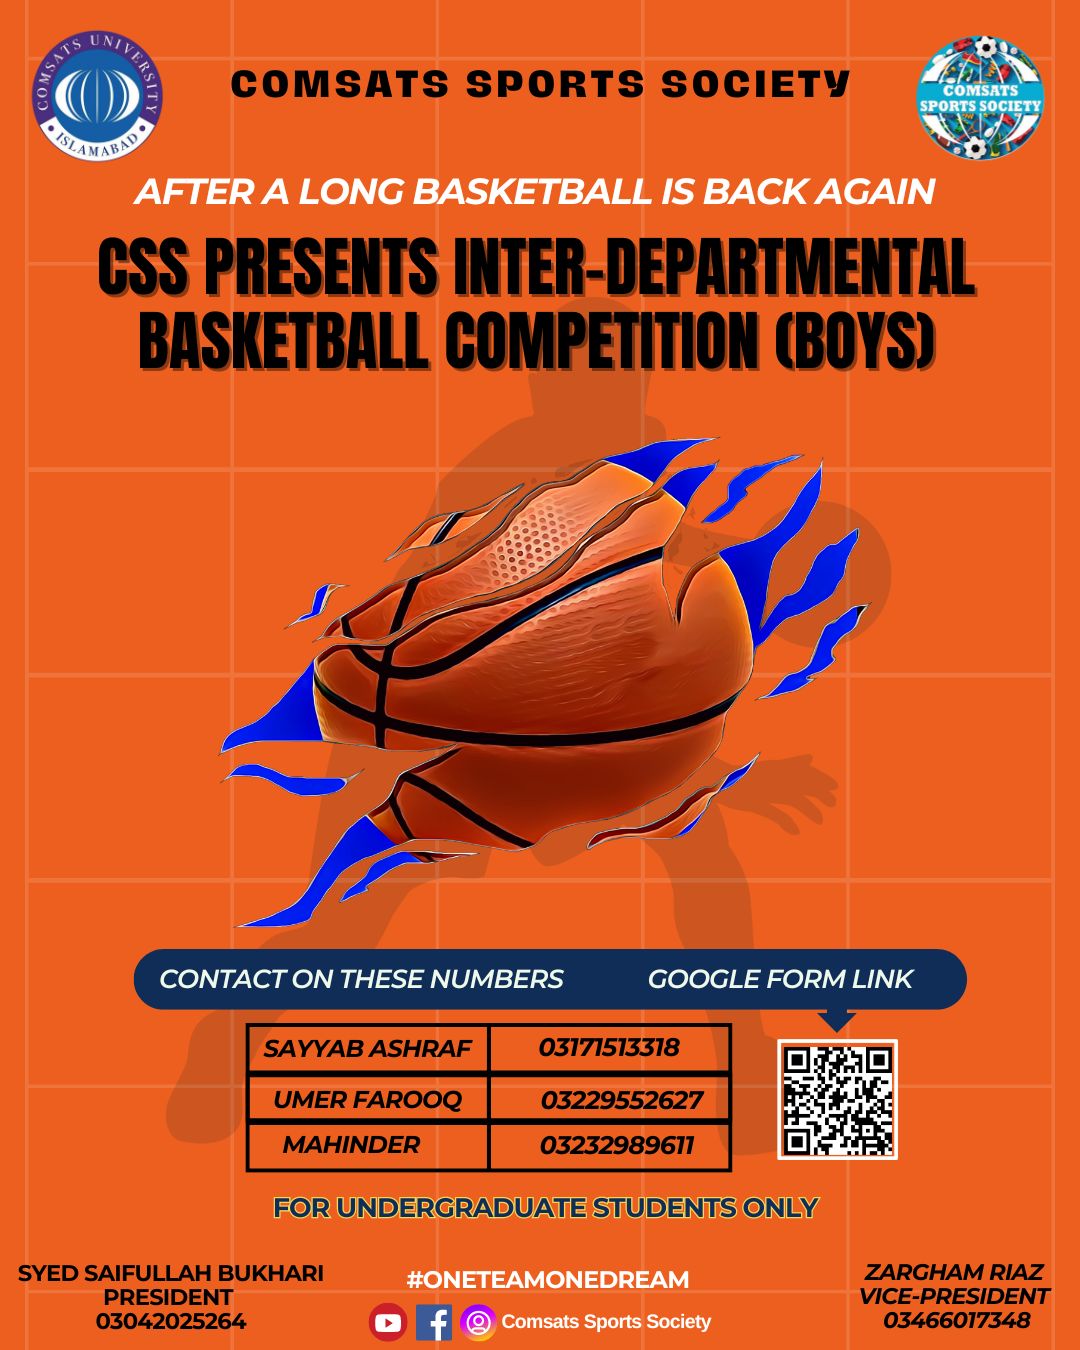 COMSATS UNIVERSITY
ISLAMABAD
COMSATS SPORTS SOCIETY
COMSATS
SPORTS SOCIETY
AFTER A LONG BASKETBALL IS BACK AGAIN
CSS PRESENTS INTER-DEPARTMENTAL
BASKETBALL COMPETITION (BOYS)
CONTACT ON THESE NUMBERS GOOGLE FORM LINK
SAYYAB ASHRAF 03171513318
UMER FAROOQ 03229552627
MAHINDER 03232989611
FOR UNDERGRADUATE STUDENTS ONLY
SYED SAIFULLAH BUKHARI
PRESIDENT
03042025264
#ONETEAMONEDREAM
Comsats Sports Society
ZARGHAM RIAZ
VICE-PRESIDENT
03466017348